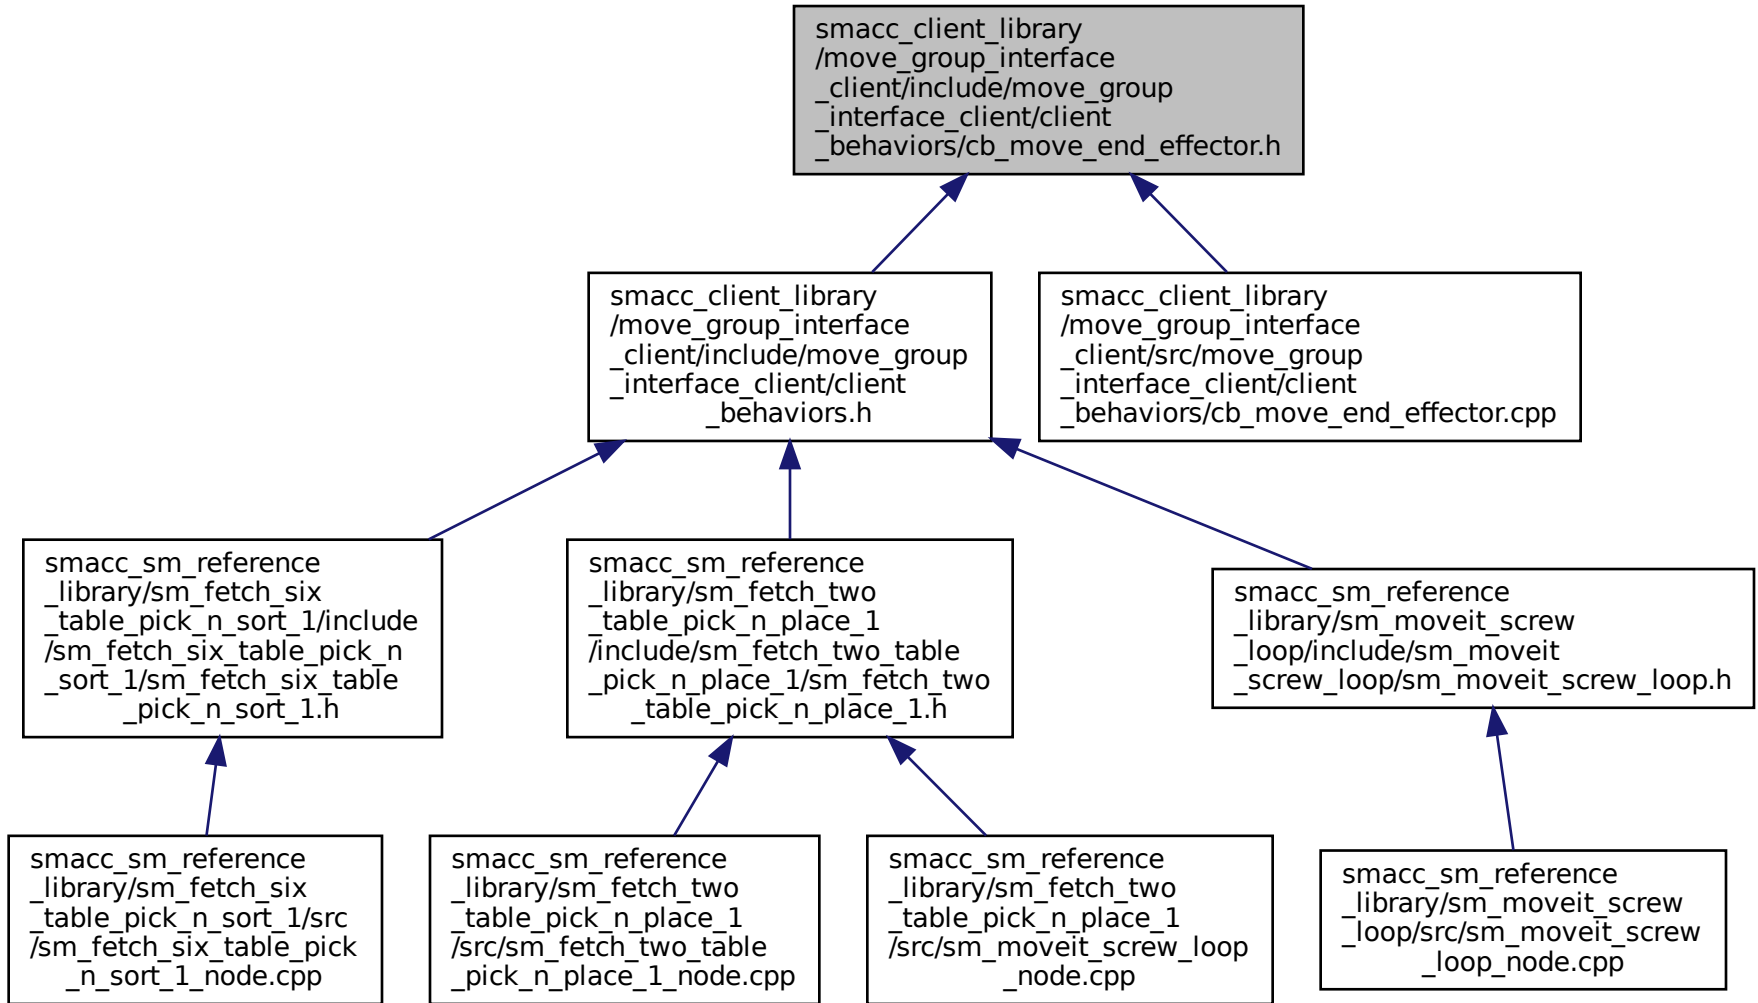 smacc_client_library
/move_group_interface
_client/include/move_group
_interface_client/client
_behaviors/cb_move_end_effector.h
smacc_client_library
/move_group_interface
_client/include/move_group
_interface_client/client
_behaviors.h
smacc_client_library
/move_group_interface
_client/src/move_group
_interface_client/client
_behaviors/cb_move_end_effector.cpp
smacc_sm_reference
_library/sm_fetch_six
_table_pick_n_sort_1/include
/sm_fetch_six_table_pick_n
_sort_1/sm_fetch_six_table
_pick_n_sort_1.h
smacc_sm_reference
_library/sm_fetch_two
_table_pick_n_place_1
/include/sm_fetch_two_table
_pick_n_place_1/sm_fetch_two
_table_pick_n_place_1.h
smacc_sm_reference
_library/sm_moveit_screw
_loop/include/sm_moveit
_screw_loop/sm_moveit_screw_loop.h
smacc_sm_reference
_library/sm_fetch_six
_table_pick_n_sort_1/src
/sm_fetch_six_table_pick
_n_sort_1_node.cpp
smacc_sm_reference
_library/sm_fetch_two
_table_pick_n_place_1
/src/sm_fetch_two_table
_pick_n_place_1_node.cpp
smacc_sm_reference
_library/sm_fetch_two
_table_pick_n_place_1
/src/sm_moveit_screw_loop
_node.cpp
smacc_sm_reference
_library/sm_moveit_screw
_loop/src/sm_moveit_screw
_loop_node.cpp